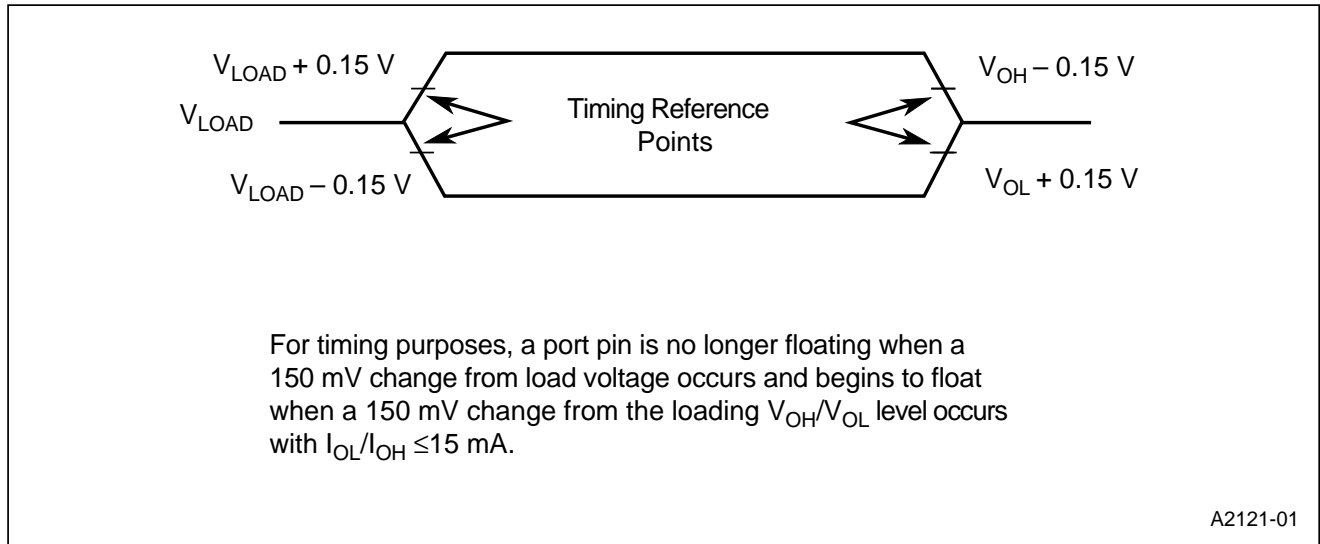 V_LOAD + 0.15 V
V_OH – 0.15 V
V_LOAD
Timing Reference
Points
V_LOAD – 0.15 V
V_OL + 0.15 V
For timing purposes, a port pin is no longer floating when a
150 mV change from load voltage occurs and begins to float
when a 150 mV change from the loading V_OH/V_OL level occurs
with I_OL/I_OH ≤15 mA.
A2121-01